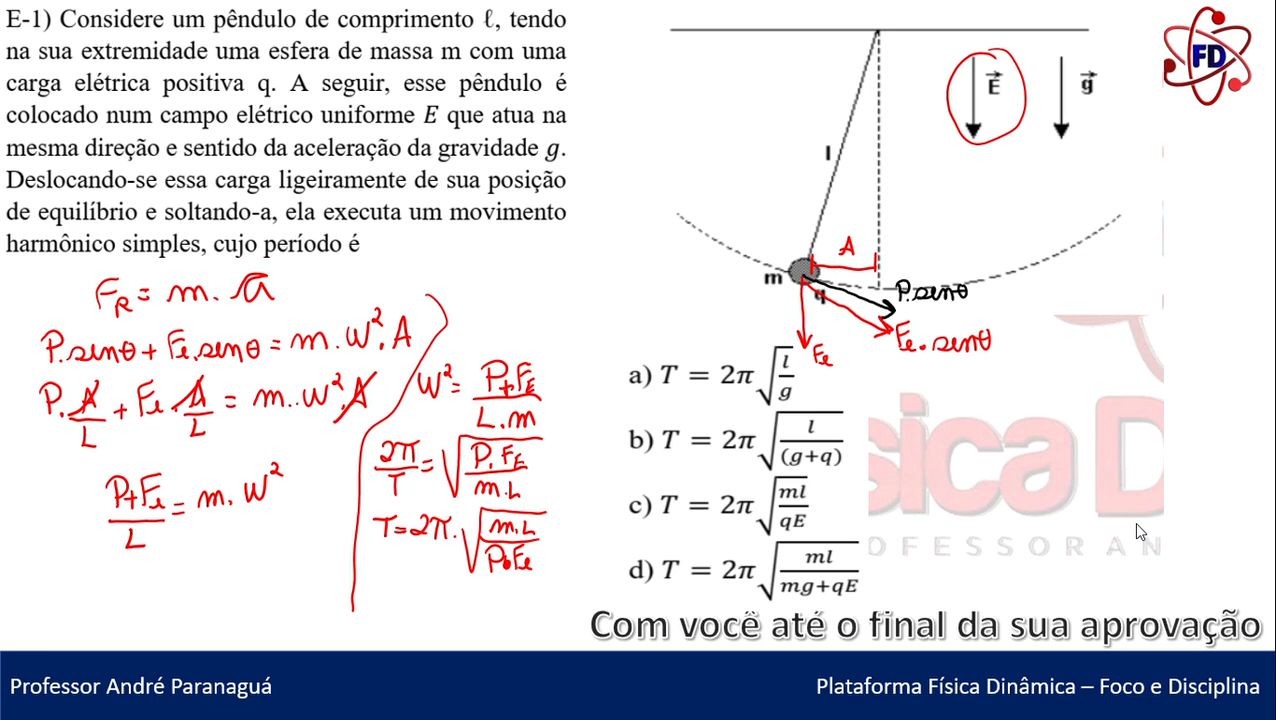 E-1) Considere um pêndulo de comprimento ℓ, tendo
na sua extremidade uma esfera de massa m com uma
carga elétrica positiva q. A seguir, esse pêndulo é
colocado num campo elétrico uniforme E que atua na
mesma direção e sentido da aceleração da gravidade g.
Deslocando-se essa carga ligeiramente de sua posição
de equilíbrio e soltando-a, ela executa um movimento
harmônico simples, cujo período é
F_R = m. a
P.senθ + Fe.senθ = m.w².A
P.A/L + Fe.A/L = m.w².A
P+Fe/L = m.w²
w² = P+FE/L.m
2π/T = √(P+FE/m.L)
T=2π.√(m.L/P+Fe)
FD
E
g
l
A
m
q
P.senθ
Fe.senθ
Fe
a) T = 2π√(l/g)
b) T = 2π√(l/(g+q))
c) T = 2π√(ml/qE)
d) T = 2π√(ml/mg+qE)
sica D
OFESSOR AN
Com você até o final da sua aprovação
Professor André Paranaguá
Plataforma Física Dinâmica – Foco e Disciplina